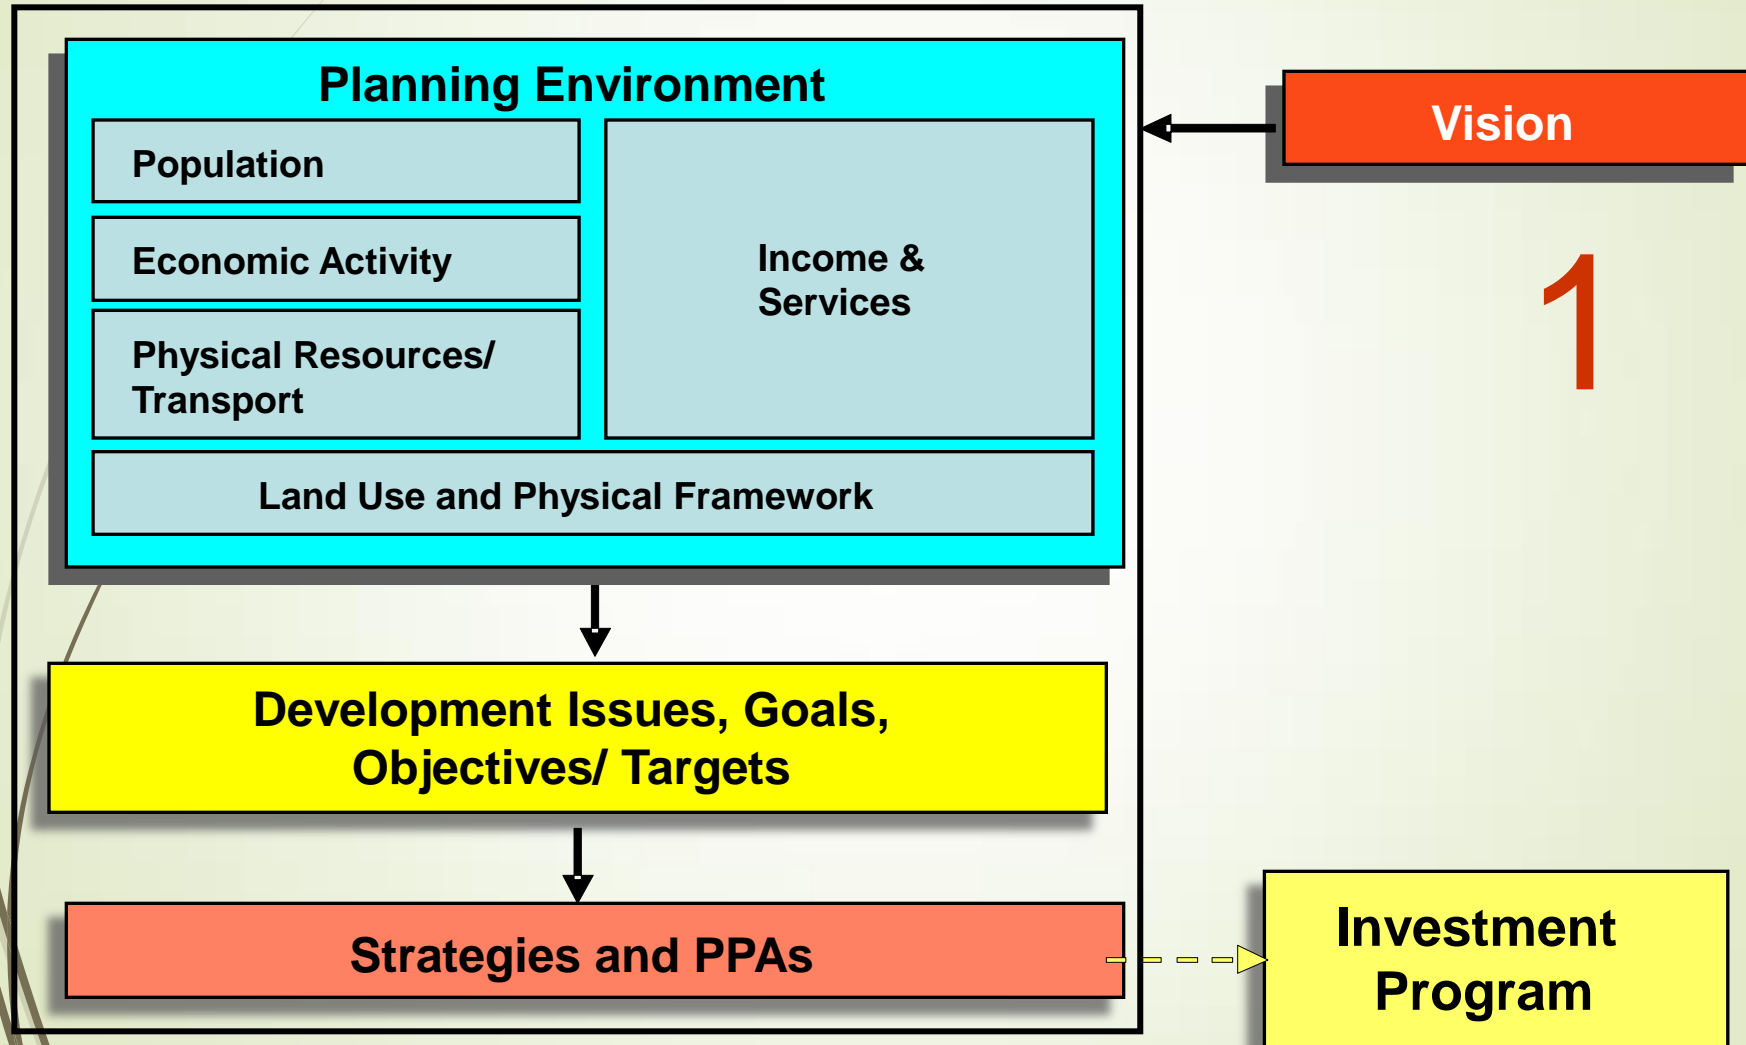 Planning Environment
Population
Economic Activity
Physical Resources/
Transport
Income &
Services
Land Use and Physical Framework
Vision
1
Development Issues, Goals,
Objectives/ Targets
Strategies and PPAs
Investment
Program